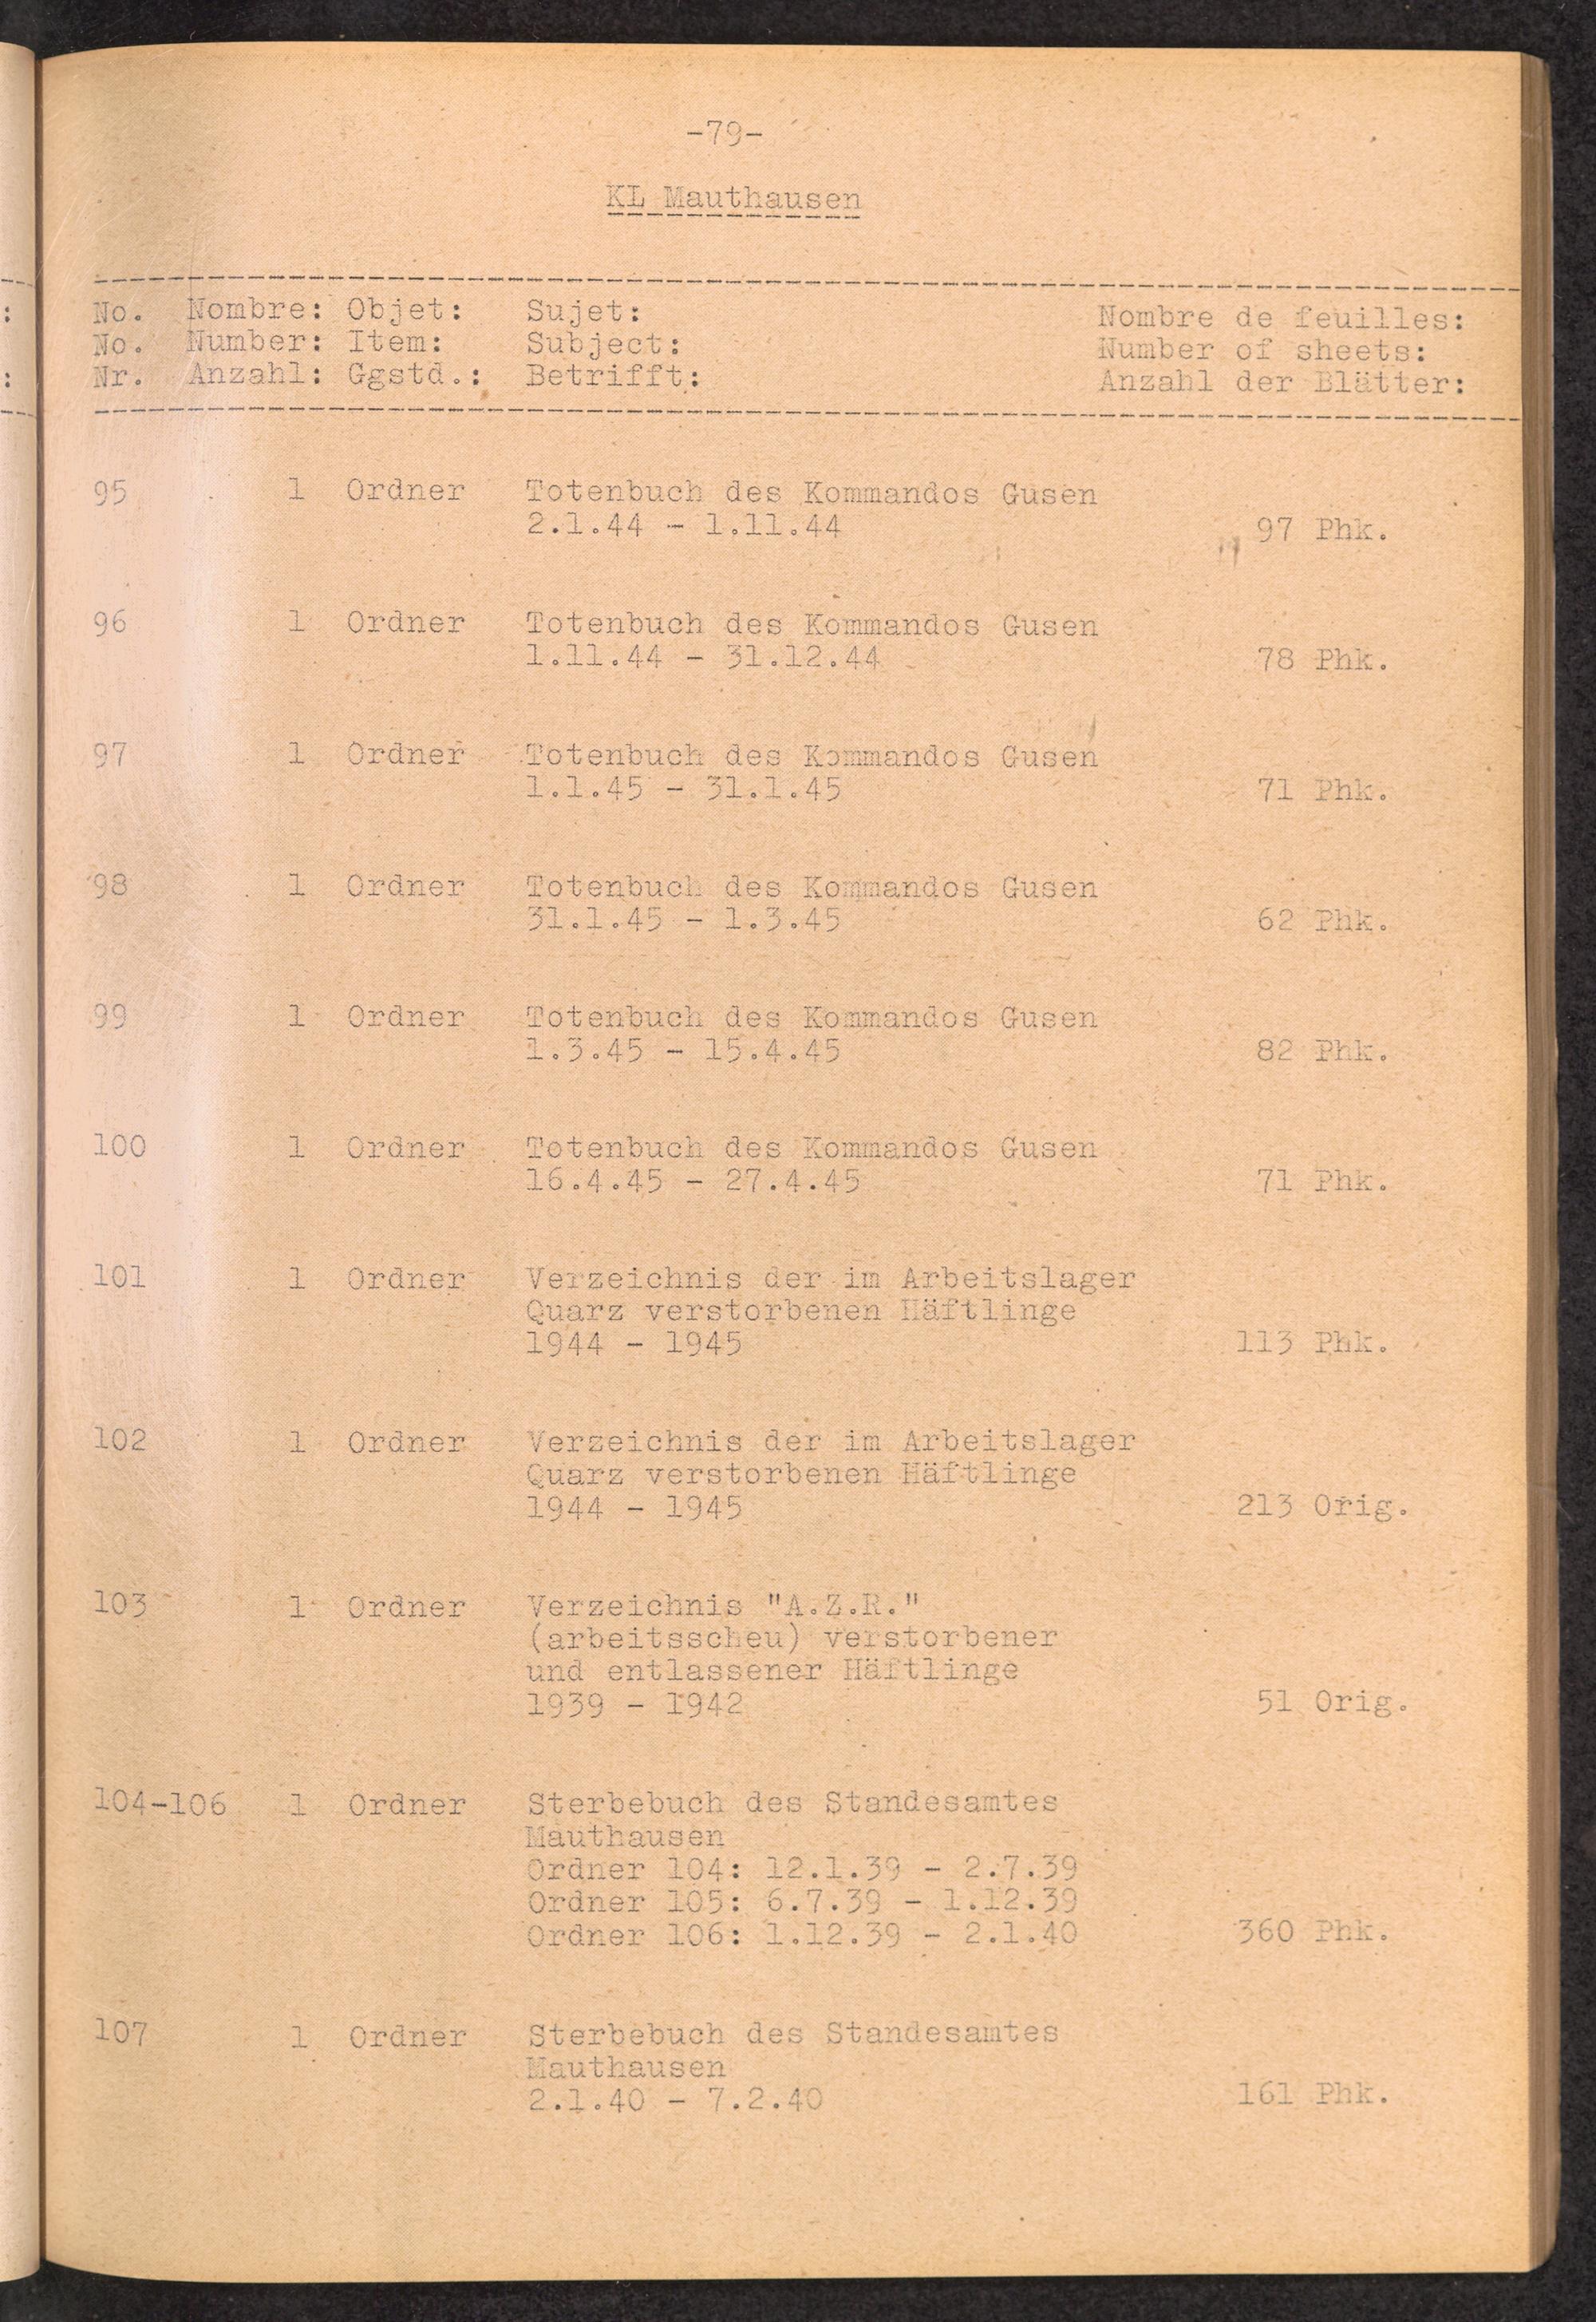 -79-
KL Mauthausen
No. Nombre: Objet: Sujet: Nombre de feuilles:
No. Number: Item: Subject: Number of sheets:
Nr. Anzahl: Ggstd.: Betrifft: Anzahl der Blätter:
95 1 Ordner Totenbuch des Kommandos Gusen
2.1.44 - 1.11.44 97 Phk.
96 1 Ordner Totenbuch des Kommandos Gusen
1.11.44 - 31.12.44 78 Phk.
97 1 Ordner Totenbuch des Kommandos Gusen
1.1.45 - 31.1.45 71 Phk.
98 1 Ordner Totenbuch des Kommandos Gusen
31.1.45 - 1.3.45 62 Phk.
99 1 Ordner Totenbuch des Kommandos Gusen
1.3.45 - 15.4.45 82 Phk.
100 1 Ordner Totenbuch des Kommandos Gusen
16.4.45 - 27.4.45 71 Phk.
101 1 Ordner Verzeichnis der im Arbeitslager
Quarz verstorbenen Häftlinge
1944 - 1945 113 Phk.
102 1 Ordner Verzeichnis der im Arbeitslager
Quarz verstorbenen Häftlinge
1944 - 1945 213 Orig.
103 1 Ordner Verzeichnis "A.Z.R."
(arbeitsscheu) verstorbener
und entlassener Häftlinge
1939 - 1942 51 Orig.
104-106 1 Ordner Sterbebuch des Standesamtes
Mauthausen
Ordner 104: 12.1.39 - 2.7.39
Ordner 105: 6.7.39 - 1.12.39
Ordner 106: 1.12.39 - 2.1.40 360 Phk.
107 1 Ordner Sterbebuch des Standesamtes
Mauthausen
2.1.40 - 7.2.40 161 Phk.